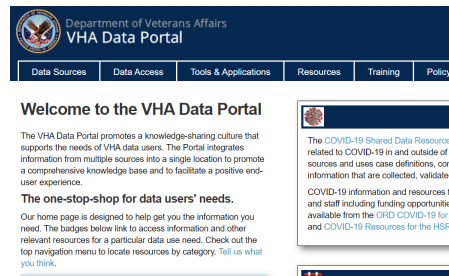 Department of Veterans Affairs
VHA Data Portal
Data Sources
Data Access
Tools & Applications
Resources
Training
Policy
Welcome to the VHA Data Portal
The VHA Data Portal promotes a knowledge-sharing culture that
supports the needs of VHA data users. The Portal integrates
information from multiple sources into a single location to promote
a comprehensive knowledge base and to facilitate a positive end-
user experience.
The one-stop-shop for data users' needs.
Our home page is designed to help get you the information you
need. The badges below link to access information and other
relevant resources for a particular data use need. Check out the
top navigation menu to locate resources by category. Tell us what
you think.
The COVID-19 Shared Data Resource
related to COVID-19 in and outside of
sources and uses case definitions, con
information that are collected, validate
COVID-19 information and resources f
and staff including funding opportunitie
available from the ORD COVID-19 for
and COVID-19 Resources for the HSR